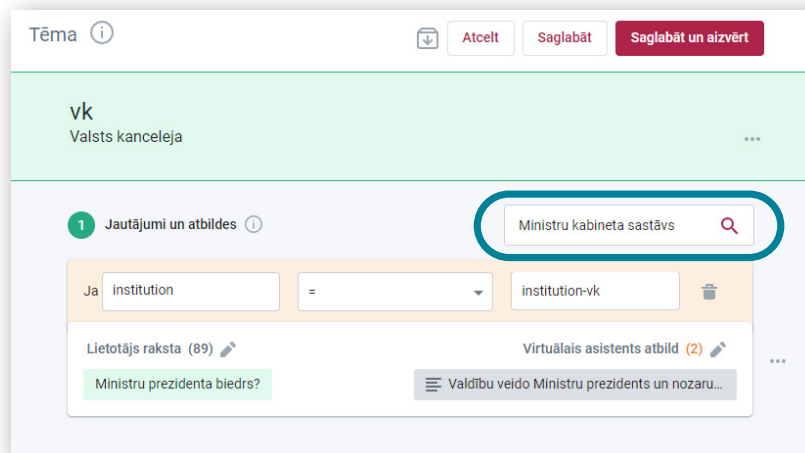 Tēma
Atcelt
Saglabāt
Saglabāt un aizvērt
vk
Valsts kanceleja
1 Jautājumi un atbildes
Ministru kabineta sastāvs
Ja institution = institution-vk
Lietotājs raksta (89)
Virtuālais asistents atbild (2)
Ministru prezidenta biedrs?
Valdību veido Ministru prezidents un nozaru...